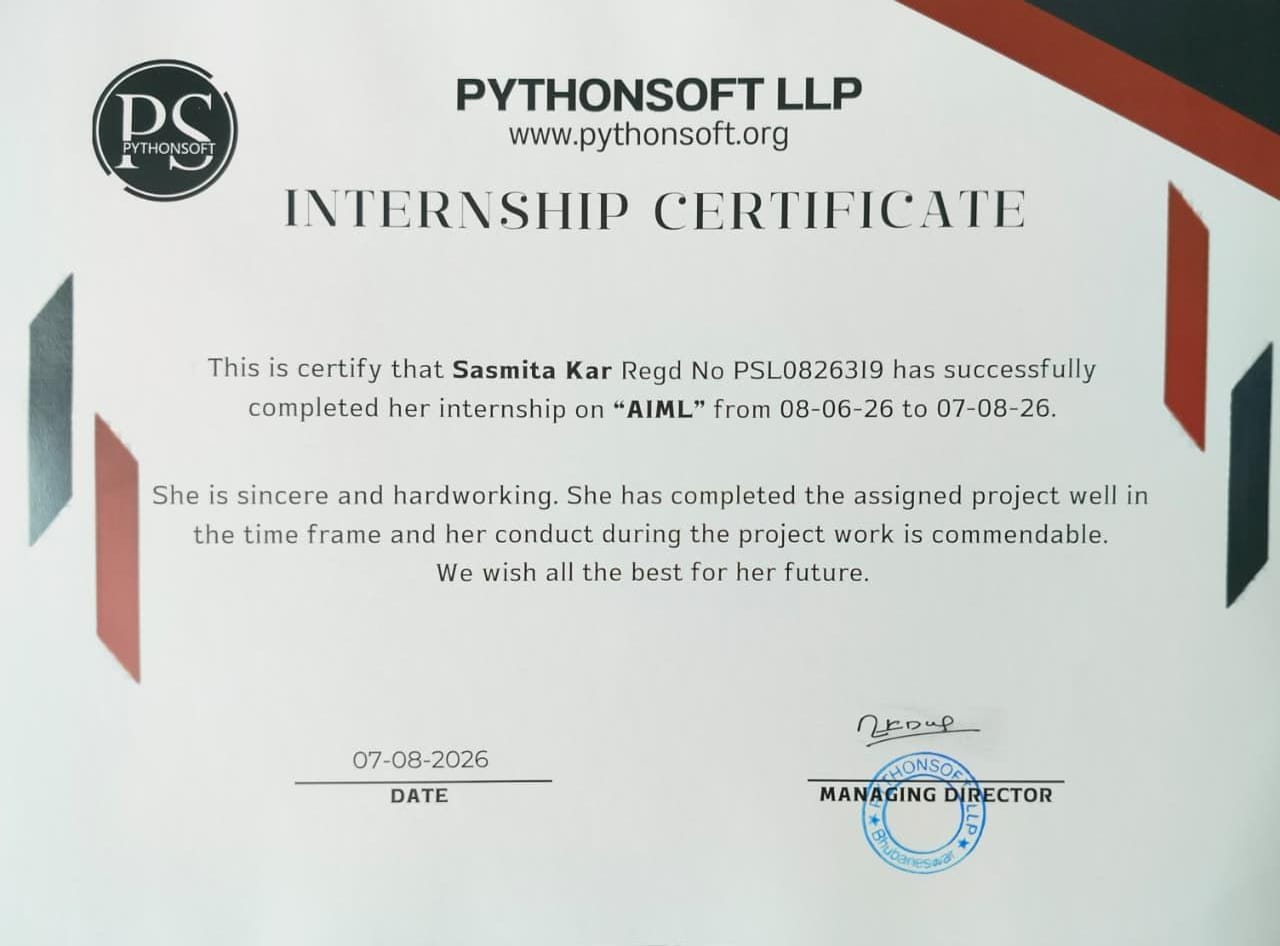 PS
PYTHONSOFT
PYTHONSOFT LLP
www.pythonsoft.org
INTERNSHIP CERTIFICATE
This is certify that Sasmita Kar Regd No PSL0826319 has successfully
completed her internship on “AIML” from 08-06-26 to 07-08-26.
She is sincere and hardworking. She has completed the assigned project well in
the time frame and her conduct during the project work is commendable.
We wish all the best for her future.
07-08-2026
DATE
MANAGING DIRECTOR
PYTHONSOFT LLP
Bhubaneswar